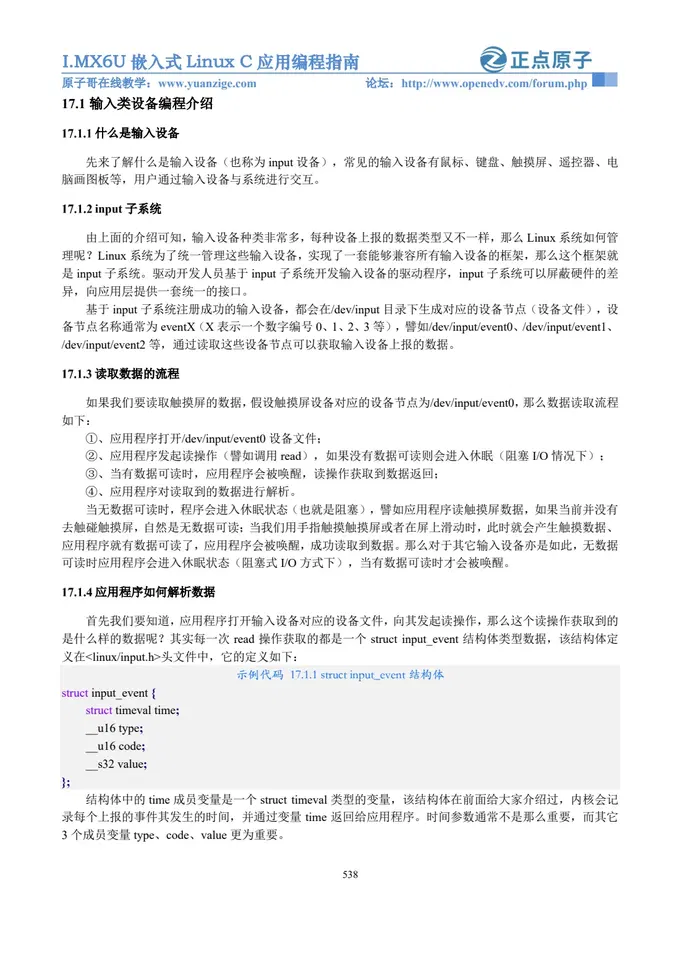 I.MX6U 嵌入式 Linux C 应用编程指南
正点原子
原子哥在线教学：www.yuanzige.com 论坛：http://www.openedv.com/forum.php
17.1 输入类设备编程介绍
17.1.1 什么是输入设备
先来了解什么是输入设备（也称为 input 设备），常见的输入设备有鼠标、键盘、触摸屏、遥控器、电
脑画图板等，用户通过输入设备与系统进行交互。
17.1.2 input 子系统
由上面的介绍可知，输入设备种类非常多，每种设备上报的数据类型又不一样，那么 Linux 系统如何管
理呢？Linux 系统为了统一管理这些输入设备，实现了一套能够兼容所有输入设备的框架，那么这个框架就
是 input 子系统。驱动开发人员基于 input 子系统开发输入设备的驱动程序，input 子系统可以屏蔽硬件的差
异，向应用层提供一套统一的接口。
基于 input 子系统注册成功的输入设备，都会在/dev/input 目录下生成对应的设备节点（设备文件），设
备节点名称通常为 eventX（X 表示一个数字编号 0、1、2、3 等），譬如/dev/input/event0、/dev/input/event1、
/dev/input/event2 等，通过读取这些设备节点可以获取输入设备上报的数据。
17.1.3 读取数据的流程
如果我们要读取触摸屏的数据，假设触摸屏设备对应的设备节点为/dev/input/event0，那么数据读取流程
如下：
①、应用程序打开/dev/input/event0 设备文件；
②、应用程序发起读操作（譬如调用 read），如果没有数据可读则会进入休眠（阻塞 I/O 情况下）；
③、当有数据可读时，应用程序会被唤醒，读操作获取到数据返回；
④、应用程序对读取到的数据进行解析。
当无数据可读时，程序会进入休眠状态（也就是阻塞），譬如应用程序读触摸屏数据，如果当前并没有
去触碰触摸屏，自然是无数据可读；当我们用手指触摸触摸屏或者在屏上滑动时，此时就会产生触摸数据、
应用程序就有数据可读了，应用程序会被唤醒，成功读取到数据。那么对于其它输入设备亦是如此，无数据
可读时应用程序会进入休眠状态（阻塞式 I/O 方式下），当有数据可读时才会被唤醒。
17.1.4 应用程序如何解析数据
首先我们要知道，应用程序打开输入设备对应的设备文件，向其发起读操作，那么这个读操作获取到的
是什么样的数据呢？其实每一次 read 操作获取的都是一个 struct input_event 结构体类型数据，该结构体定
义在<linux/input.h>头文件中，它的定义如下：
示例代码 17.1.1 struct input_event 结构体
struct input_event {
struct timeval time;
__u16 type;
__u16 code;
__s32 value;
};
结构体中的 time 成员变量是一个 struct timeval 类型的变量，该结构体在前面给大家介绍过，内核会记
录每个上报的事件其发生的时间，并通过变量 time 返回给应用程序。时间参数通常不是那么重要，而其它
3 个成员变量 type、code、value 更为重要。
538